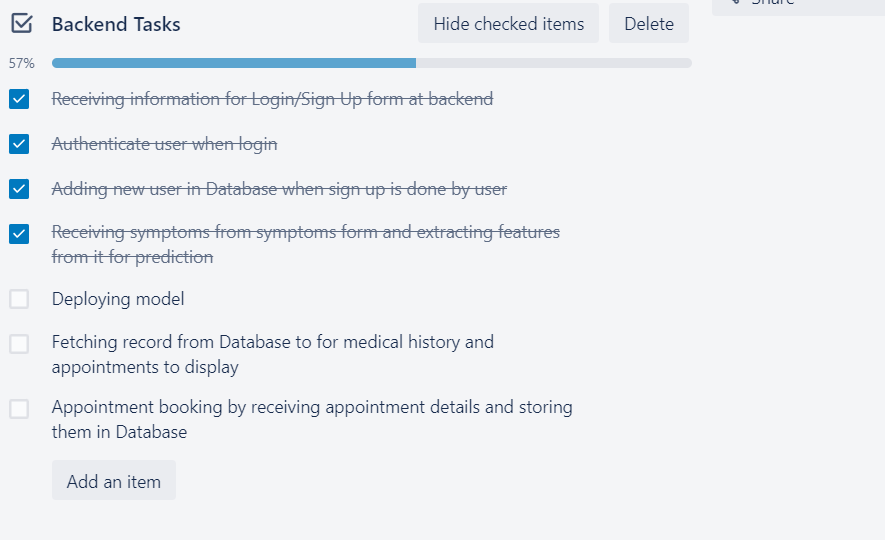 Share
Backend Tasks
Hide checked items
Delete
57%
Receiving information for Login/Sign Up form at backend
Authenticate user when login
Adding new user in Database when sign up is done by user
Receiving symptoms from symptoms form and extracting features
from it for prediction
Deploying model
Fetching record from Database to for medical history and
appointments to display
Appointment booking by receiving appointment details and storing
them in Database
Add an item